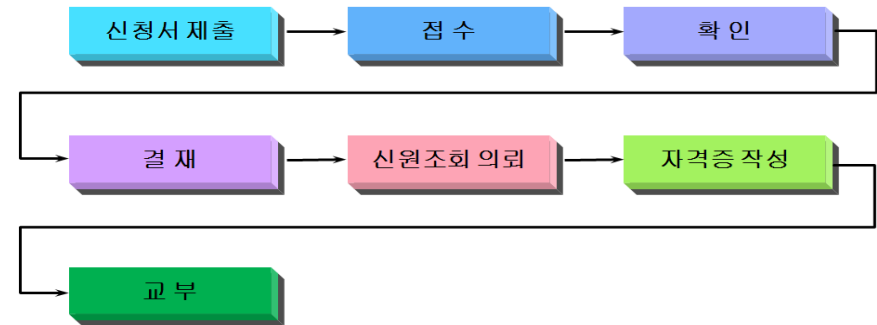 신청서 제출
접 수
확 인
결 재
신원조회 의뢰
자격증 작성
교 부